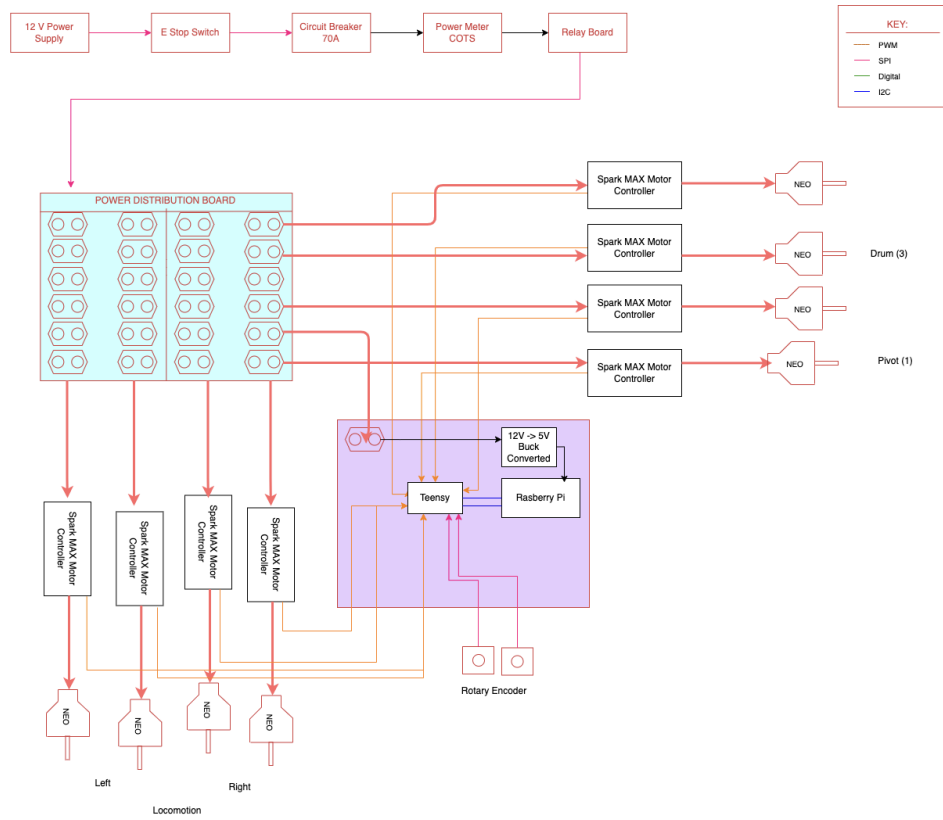 12 V Power
Supply
E Stop Switch
Circuit Breaker
70A
Power Meter
COTS
Relay Board
KEY:
PWM
SPI
Digital
I2C
POWER DISTRIBUTION BOARD
Spark MAX Motor
Controller
NEO
Spark MAX Motor
Controller
NEO
Drum (3)
Spark MAX Motor
Controller
NEO
Spark MAX Motor
Controller
NEO
Pivot (1)
12V -> 5V
Buck
Converted
Teensy
Rasberry Pi
Spark MAX Motor
Controller
Spark MAX Motor
Controller
Spark MAX Motor
Controller
Spark MAX Motor
Controller
Rotary Encoder
NEO
NEO
NEO
NEO
Left
Right
Locomotion